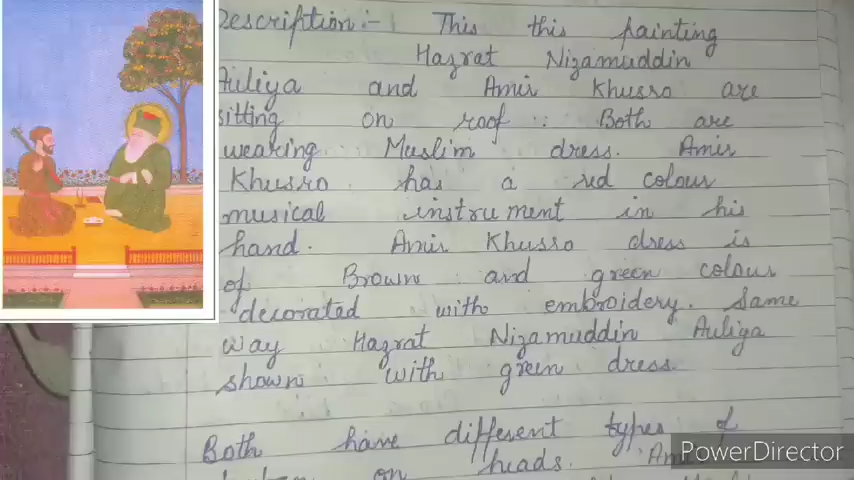 Description:- This this painting
Hazrat Nizamuddin
Auliya and Amir Khusro are
sitting on roof. Both are
wearing Muslim dress. Amir
Khusro has a red colour
musical instrument in his
hand. Amir Khusro dress is
of Brown and green colour
decorated with embroidery. Same
way Hazrat Nizamuddin Auliya
shown with green dress.
Both have different types of
on heads.
PowerDirector